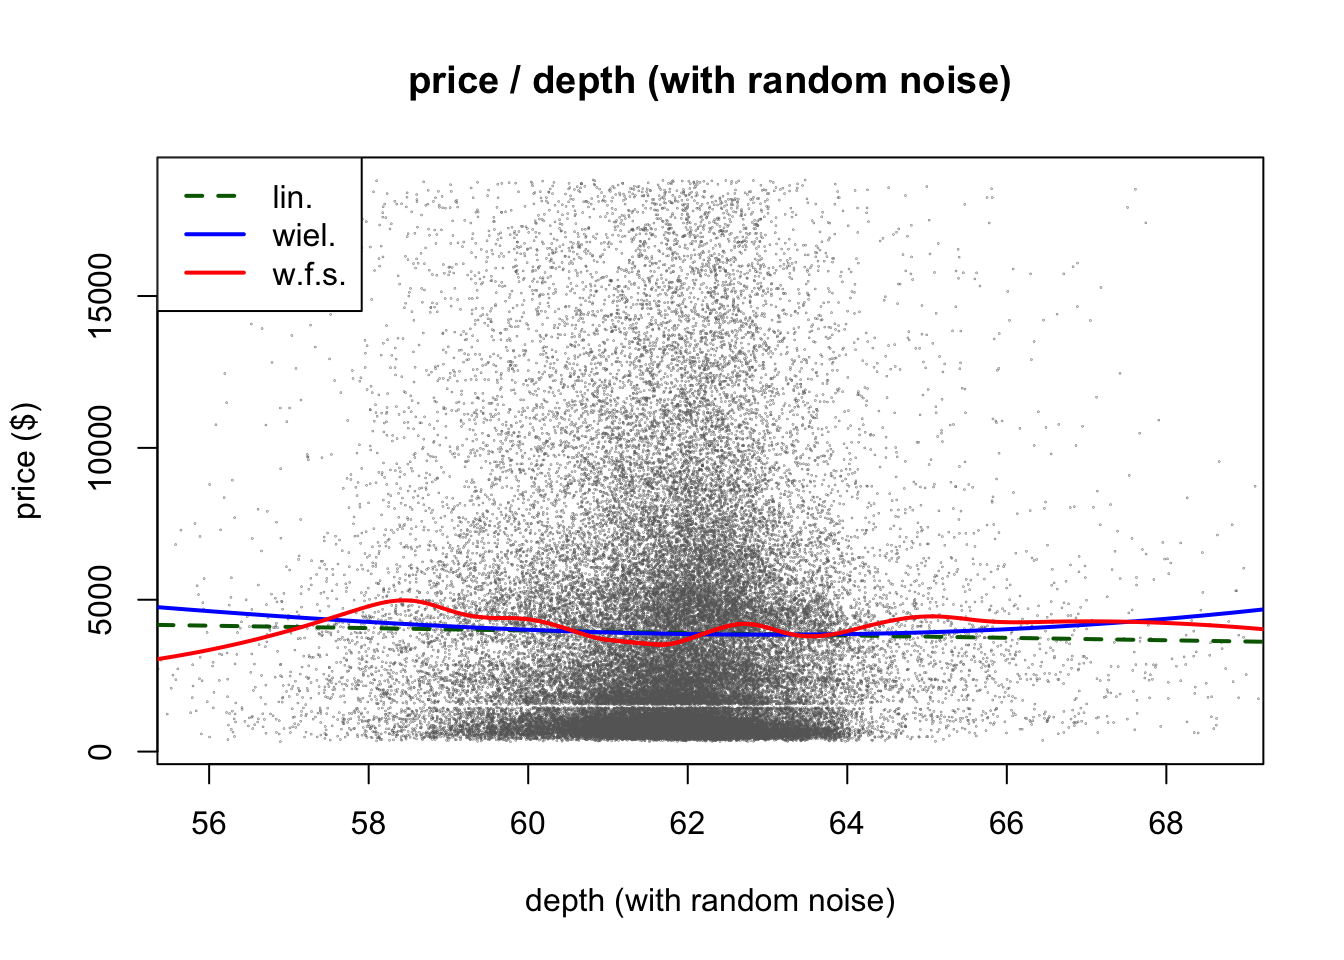 price / depth (with random noise)
lin.
wiel.
w.f.s.
price ($)
15000
10000
5000
0
56 58 60 62 64 66 68
depth (with random noise)